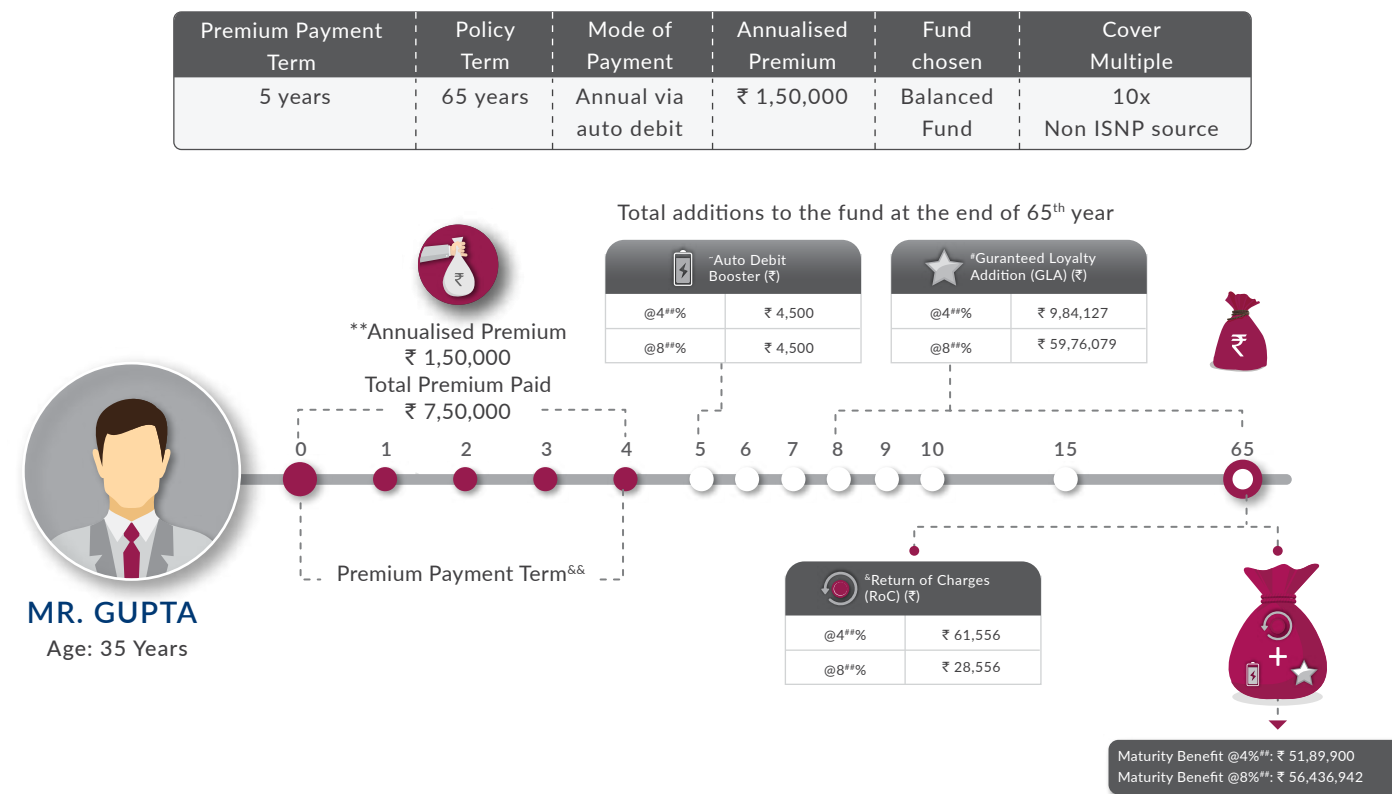 Premium Payment Term
Policy Term
Mode of Payment
Annualised Premium
Fund chosen
Cover Multiple
5 years
65 years
Annual via auto debit
₹ 1,50,000
Balanced Fund
10x Non ISNP source
Total additions to the fund at the end of 65th year
~Auto Debit
Booster (₹)
@4##% ₹ 4,500
@8##% ₹ 4,500
#Guranteed Loyalty
Addition (GLA) (₹)
@4##% ₹ 9,84,127
@8##% ₹ 59,76,079
₹
₹
**Annualised Premium
₹ 1,50,000
Total Premium Paid
₹ 7,50,000
0 1 2 3 4 5 6 7 8 9 10 15 65
Premium Payment Term&&
MR. GUPTA
Age: 35 Years
&Return of Charges
(RoC) (₹)
@4##% ₹ 61,556
@8##% ₹ 28,556
+
Maturity Benefit @4%##: ₹ 51,89,900
Maturity Benefit @8%##: ₹ 56,436,942